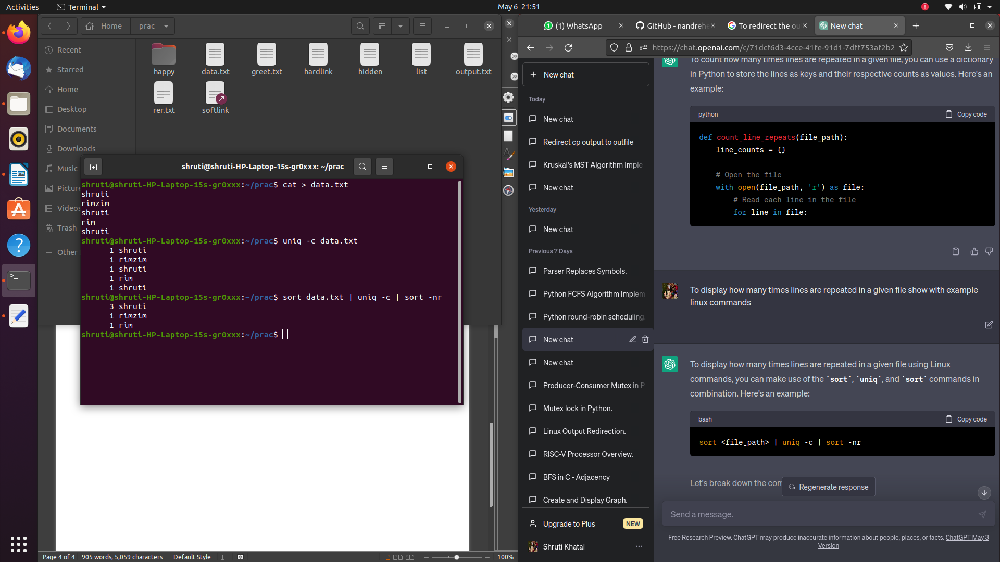 Activities
Terminal
May 6 21:51
Home
prac
Recent
Starred
Home
Desktop
Documents
Downloads
Music
Picture
Videos
Trash
Other
happy
data.txt
greet.txt
hardlink
hidden
list
output.txt
rer.txt
softlink
shruti@shruti-HP-Laptop-15s-gr0xxx: ~/prac
shruti@shruti-HP-Laptop-15s-gr0xxx:~/prac$ cat > data.txt
shruti
rimzim
shruti
rim
shruti
shruti@shruti-HP-Laptop-15s-gr0xxx:~/prac$ uniq -c data.txt
1 shruti
1 rimzim
1 shruti
1 rim
1 shruti
shruti@shruti-HP-Laptop-15s-gr0xxx:~/prac$ sort data.txt | uniq -c | sort -nr
3 shruti
1 rimzim
1 rim
shruti@shruti-HP-Laptop-15s-gr0xxx:~/prac$
Page 4 of 4
905 words, 5,059 characters
Default Style
100%
(1) WhatsApp
GitHub - nandrehe
To redirect the ou
New chat
https://chat.openai.com/c/71dcf6d3-4cce-41fe-91d1-7dff753af2b2
New chat
Today
New chat
Redirect cp output to outfile
Kruskal's MST Algorithm Imple
New chat
Yesterday
New chat
Previous 7 Days
Parser Replaces Symbols.
Python FCFS Algorithm Implem
Python round-robin scheduling.
New chat
New chat
Producer-Consumer Mutex in P
Mutex lock in Python.
Linux Output Redirection.
RISC-V Processor Overview.
BFS in C - Adjacency
Create and Display Graph.
Upgrade to Plus
NEW
Shruti Khatal
To count how many times lines are repeated in a given file, you can use a dictionary
in Python to store the lines as keys and their respective counts as values. Here's an
example:
python
Copy code
def count_line_repeats(file_path):
line_counts = {}
# Open the file
with open(file_path, 'r') as file:
# Read each line in the file
for line in file:
To display how many times lines are repeated in a given file show with example
linux commands
To display how many times lines are repeated in a given file using Linux
commands, you can make use of the `sort`, `uniq`, and `sort` commands in
combination. Here's an example:
bash
Copy code
sort <file_path> | uniq -c | sort -nr
Let's break down the com
Regenerate response
Send a message.
Free Research Preview. ChatGPT may produce inaccurate information about people, places, or facts. ChatGPT May 3
Version